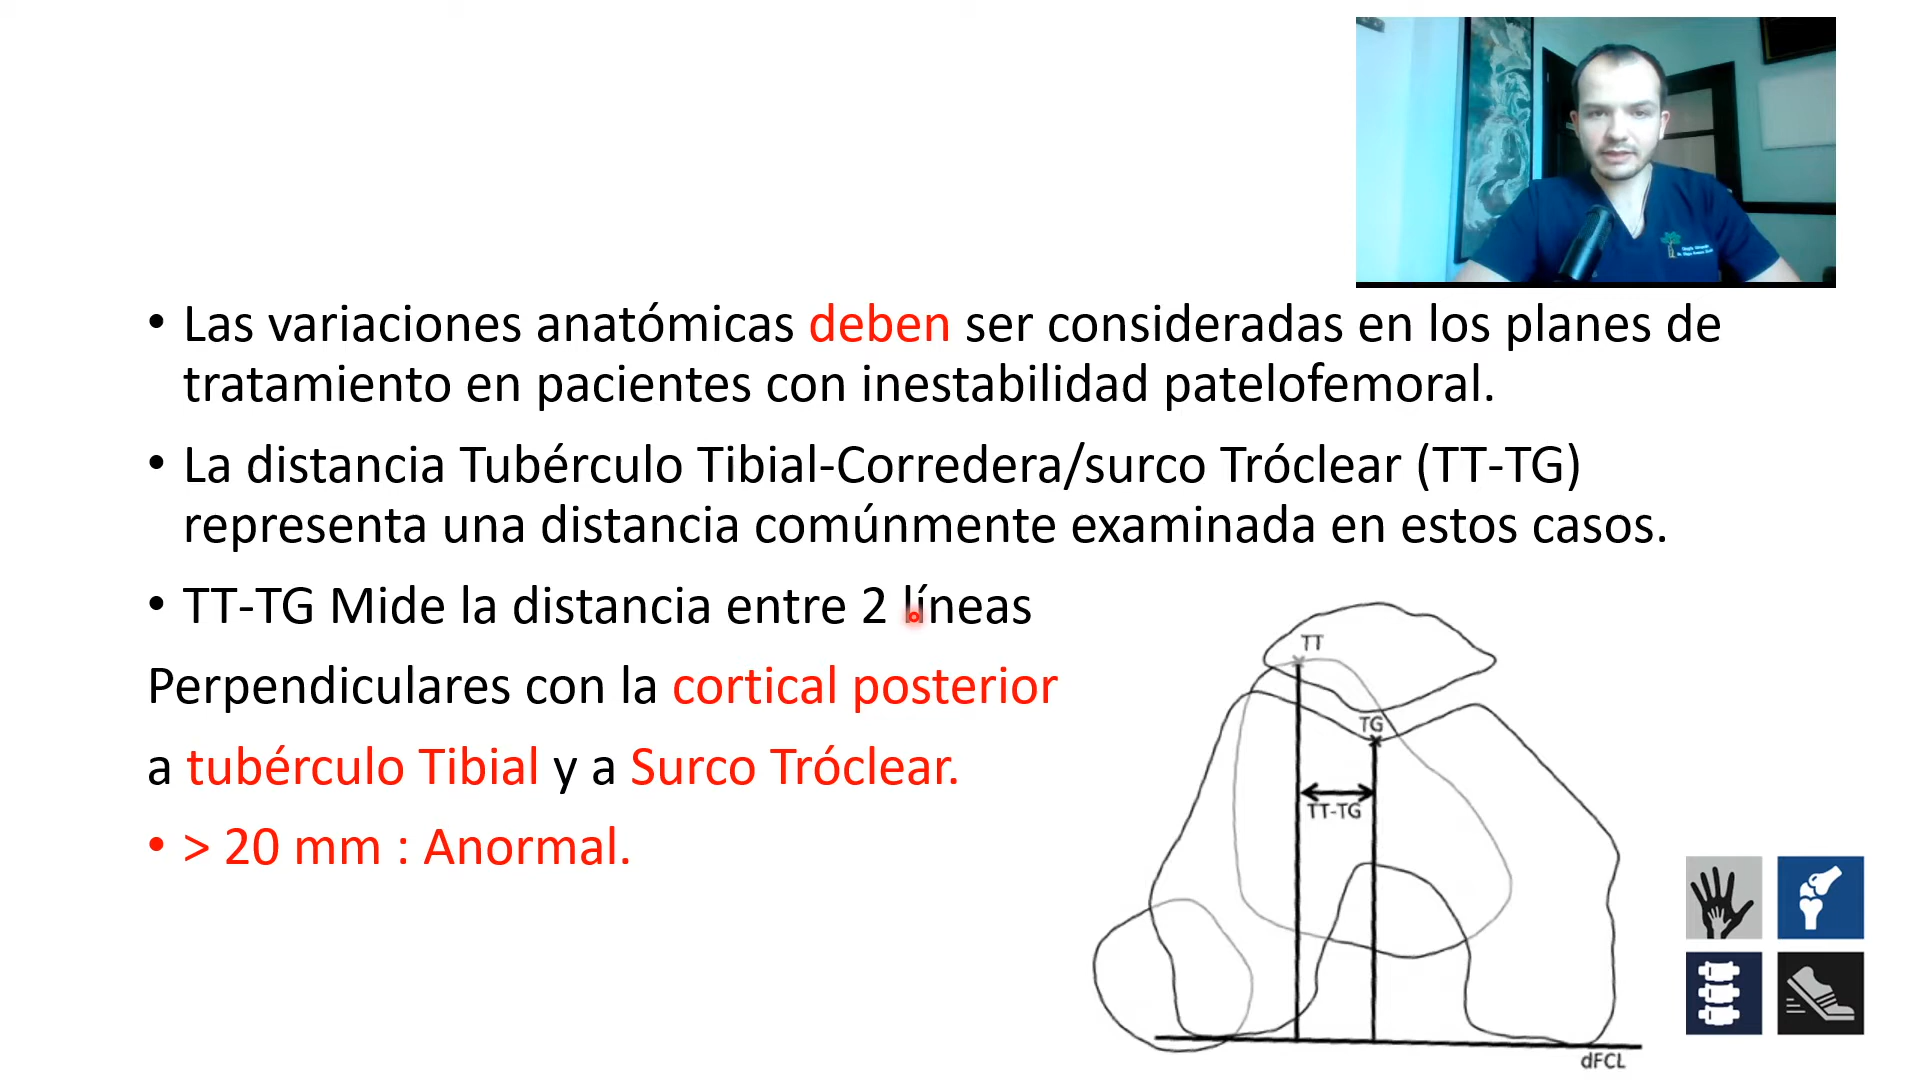 • Las variaciones anatómicas deben ser consideradas en los planes de
tratamiento en pacientes con inestabilidad patelofemoral.
• La distancia Tubérculo Tibial-Corredera/surco Tróclear (TT-TG)
representa una distancia comúnmente examinada en estos casos.
• TT-TG Mide la distancia entre 2 líneas
Perpendiculares con la cortical posterior
a tubérculo Tibial y a Surco Tróclear.
• > 20 mm : Anormal.
TT
TG
TT-TG
dFCL